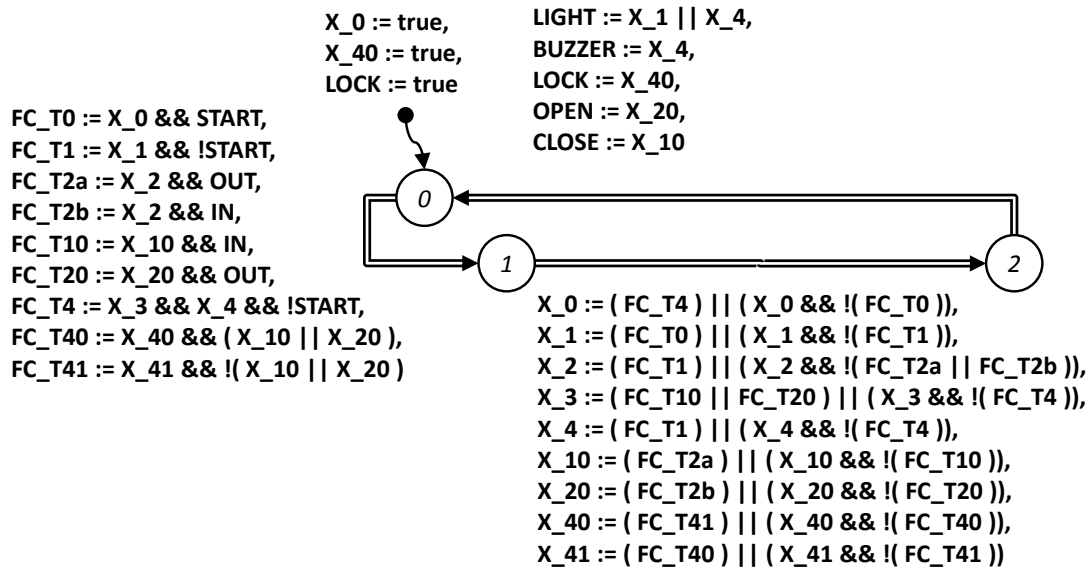 X_0 := true,
X_40 := true,
LOCK := true
LIGHT := X_1 || X_4,
BUZZER := X_4,
LOCK := X_40,
OPEN := X_20,
CLOSE := X_10
FC_T0 := X_0 && START,
FC_T1 := X_1 && !START,
FC_T2a := X_2 && OUT,
FC_T2b := X_2 && IN,
FC_T10 := X_10 && IN,
FC_T20 := X_20 && OUT,
FC_T4 := X_3 && X_4 && !START,
FC_T40 := X_40 && ( X_10 || X_20 ),
FC_T41 := X_41 && !( X_10 || X_20 )
0
1
2
X_0 := ( FC_T4 ) || ( X_0 && !( FC_T0 )),
X_1 := ( FC_T0 ) || ( X_1 && !( FC_T1 )),
X_2 := ( FC_T1 ) || ( X_2 && !( FC_T2a || FC_T2b )),
X_3 := ( FC_T10 || FC_T20 ) || ( X_3 && !( FC_T4 )),
X_4 := ( FC_T1 ) || ( X_4 && !( FC_T4 )),
X_10 := ( FC_T2a ) || ( X_10 && !( FC_T10 )),
X_20 := ( FC_T2b ) || ( X_20 && !( FC_T20 )),
X_40 := ( FC_T41 ) || ( X_40 && !( FC_T40 )),
X_41 := ( FC_T40 ) || ( X_41 && !( FC_T41 ))